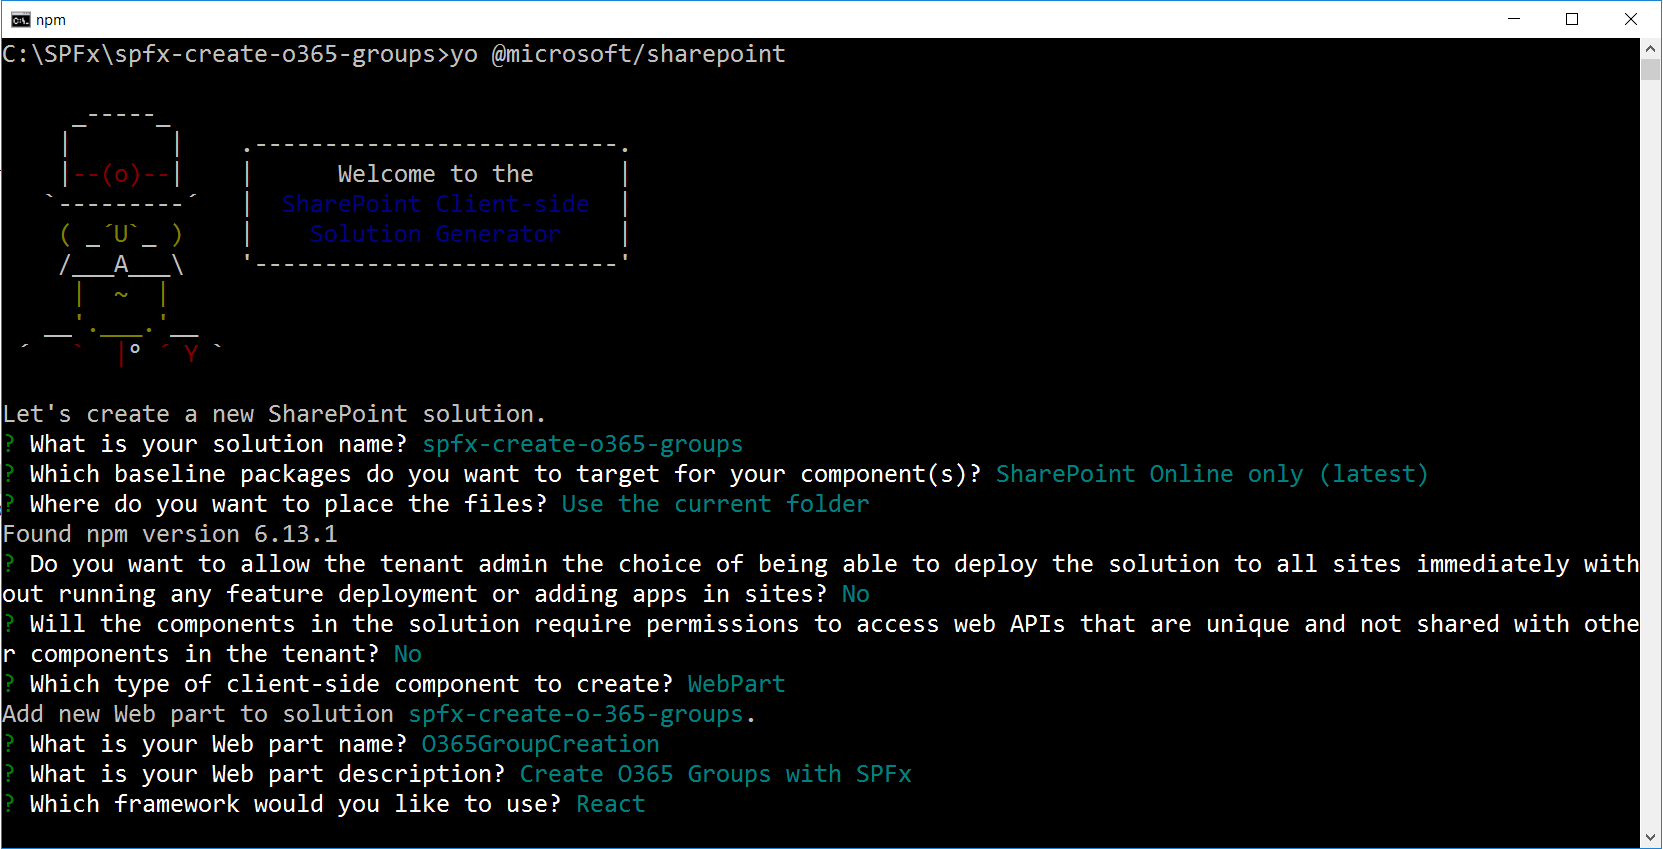 npm
C:\SPFx\spfx-create-o365-groups>yo @microsoft/sharepoint
     _-----_
    |       |    .--------------------------.
    |--(o)--|    |      Welcome to the      |
   `---------´   |  SharePoint Client-side  |
    ( _´U`_ )    |    Solution Generator    |
    /___A___\    '--------------------------'
     |  ~  |
   __'.___.'__
 ´   `  |° ´ Y `
Let's create a new SharePoint solution.
? What is your solution name? spfx-create-o365-groups
? Which baseline packages do you want to target for your component(s)? SharePoint Online only (latest)
? Where do you want to place the files? Use the current folder
Found npm version 6.13.1
? Do you want to allow the tenant admin the choice of being able to deploy the solution to all sites immediately with
out running any feature deployment or adding apps in sites? No
? Will the components in the solution require permissions to access web APIs that are unique and not shared with othe
r components in the tenant? No
? Which type of client-side component to create? WebPart
Add new Web part to solution spfx-create-o-365-groups.
? What is your Web part name? O365GroupCreation
? What is your Web part description? Create O365 Groups with SPFx
? Which framework would you like to use? React